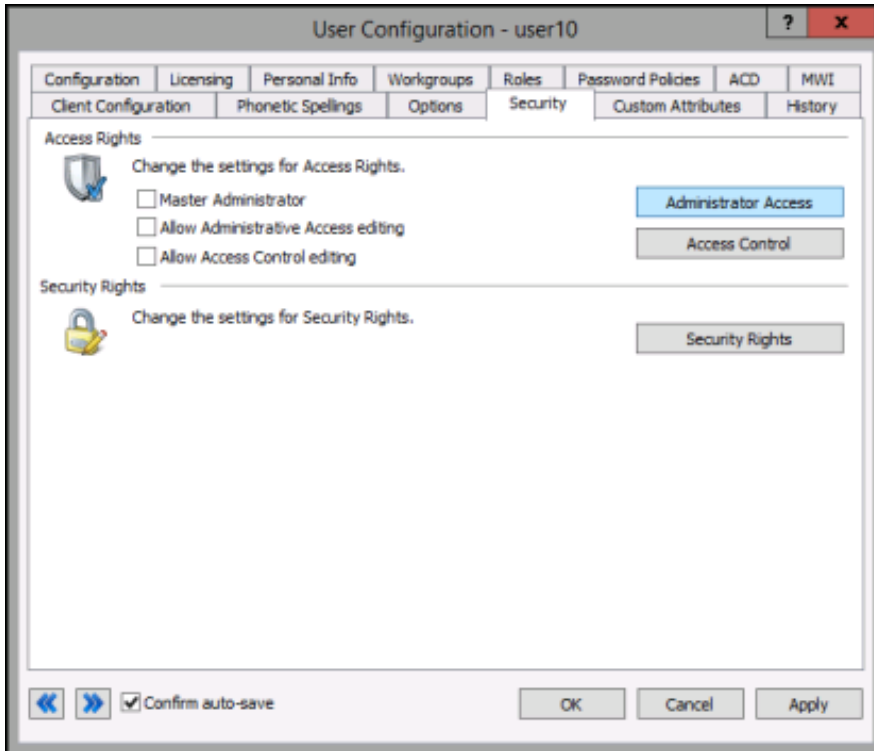 User Configuration - user10
? x
Configuration Licensing Personal Info Workgroups Roles Password Policies ACD MWI
Client Configuration Phonetic Spellings Options Security Custom Attributes History
Access Rights
Change the settings for Access Rights.
Master Administrator Administrator Access
Allow Administrative Access editing
Access Control
Allow Access Control editing
Security Rights
Change the settings for Security Rights.
Security Rights
Confirm auto-save OK Cancel Apply